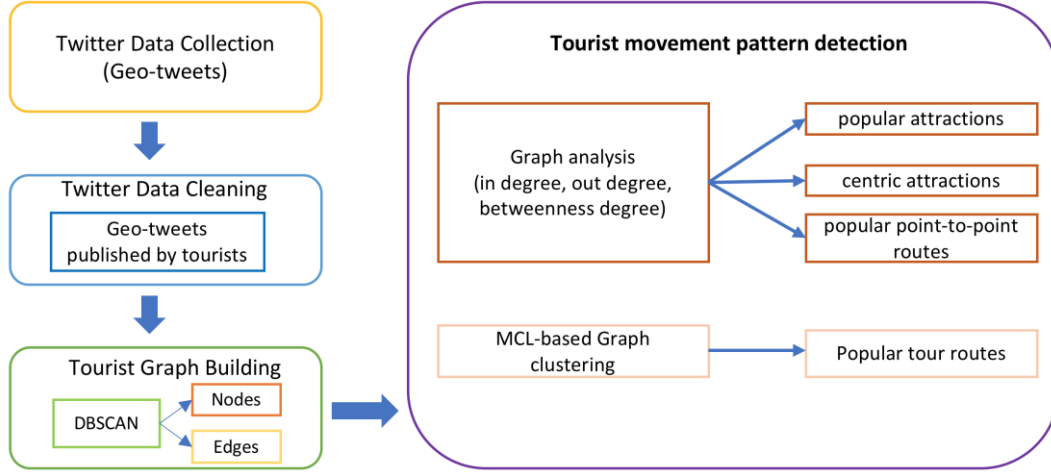 Twitter Data Collection
(Geo-tweets)
Twitter Data Cleaning
Geo-tweets
published by tourists
Tourist Graph Building
DBSCAN
Nodes
Edges
Tourist movement pattern detection
Graph analysis
(in degree, out degree,
betweenness degree)
popular attractions
centric attractions
popular point-to-point
routes
MCL-based Graph
clustering
Popular tour routes